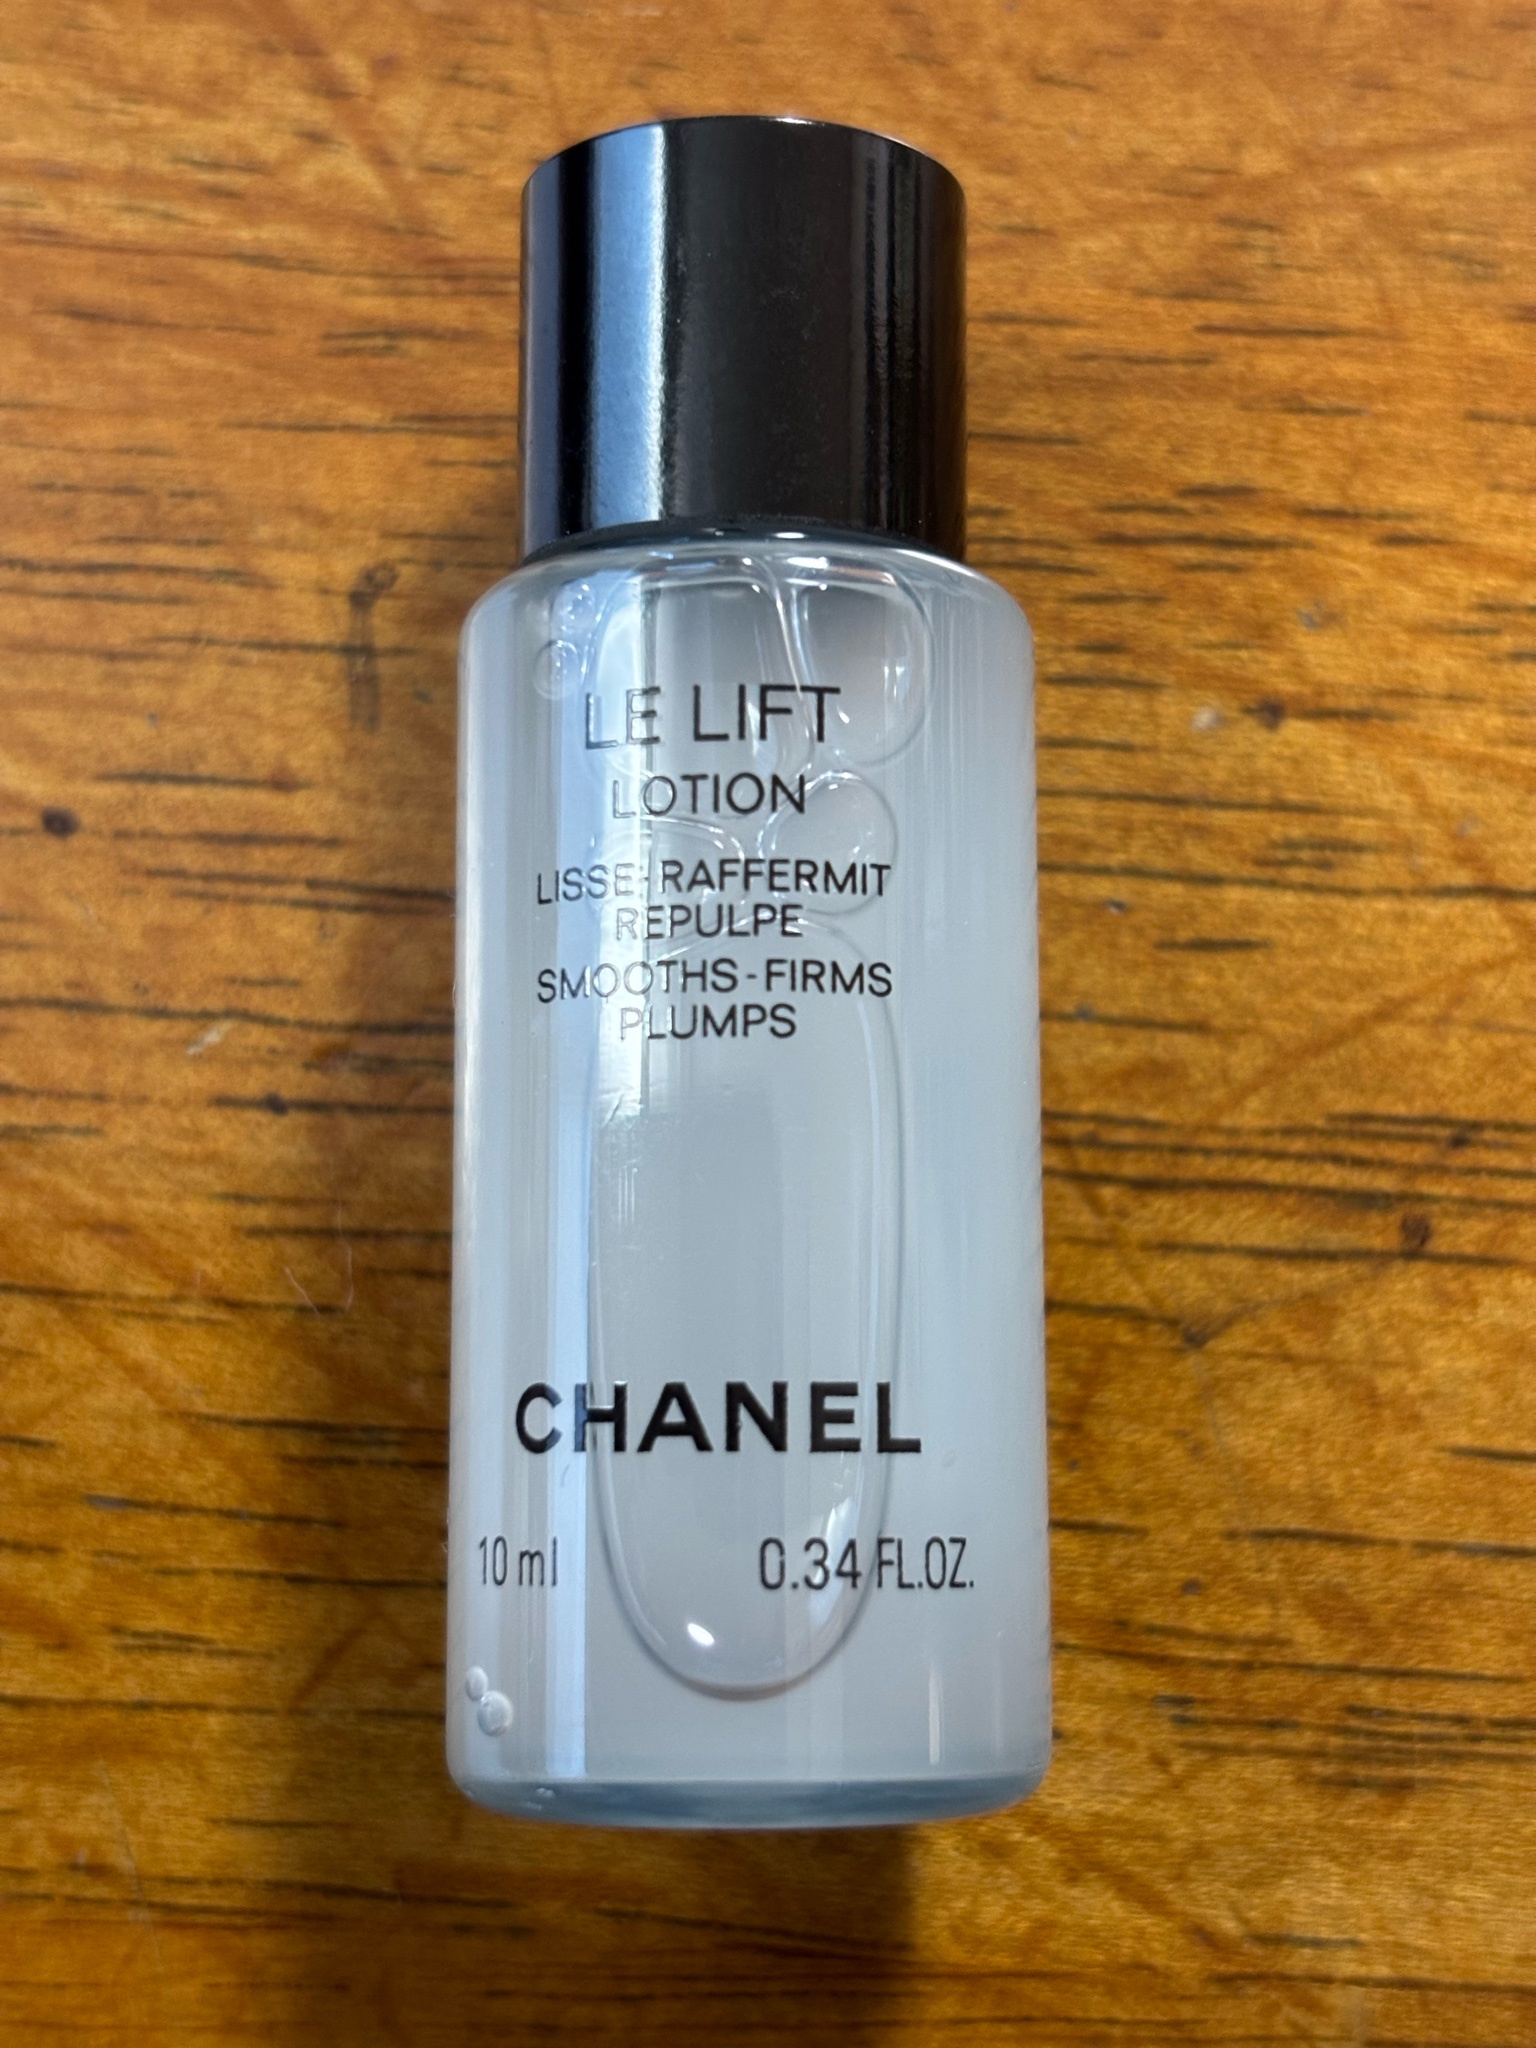 LE LIFT
LOTION
LISSE-RAFFERMIT
REPULPE
SMOOTHS-FIRMS
PLUMPS
CHANEL
10 ml 0.34 FL.OZ.